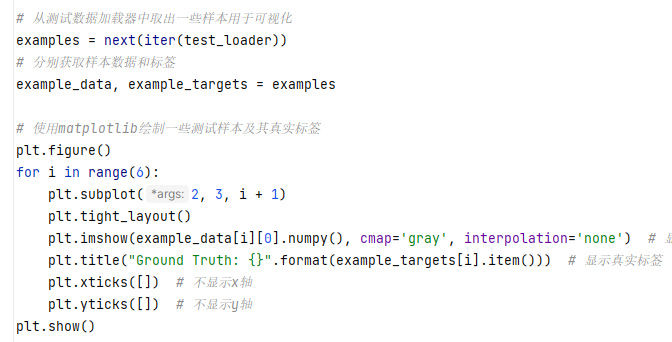 # 从测试数据加载器中取出一些样本用于可视化
examples = next(iter(test_loader))
# 分别获取样本数据和标签
example_data, example_targets = examples
# 使用matplotlib绘制一些测试样本及其真实标签
plt.figure()
for i in range(6):
    plt.subplot( *args: 2, 3, i + 1)
    plt.tight_layout()
    plt.imshow(example_data[i][0].numpy(), cmap='gray', interpolation='none')  #
    plt.title("Ground Truth: {}".format(example_targets[i].item()))  # 显示真实标签
    plt.xticks([])  # 不显示x轴
    plt.yticks([])  # 不显示y轴
plt.show()